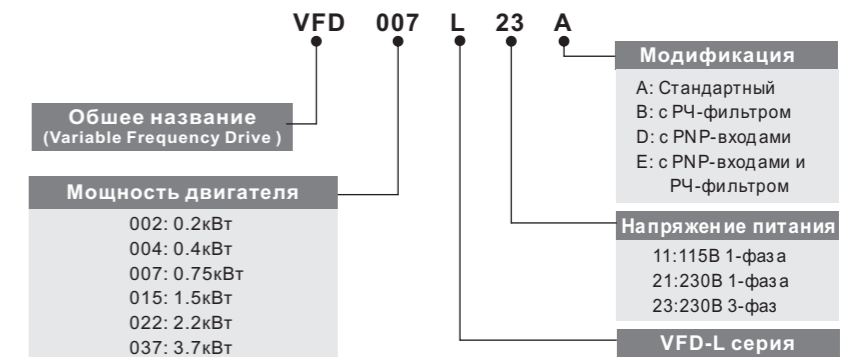 VFD 007 L 23 A
Обшее название
(Variable Frequency Drive )
Мощность двигателя
002: 0.2кВт
004: 0.4кВт
007: 0.75кВт
015: 1.5кВт
022: 2.2кВт
037: 3.7кВт
Модификация
A: Стандартный
B: с РЧ-фильтром
D: с PNP-входами
E: с PNP-входами и
РЧ-фильтром
Напряжение питания
11:115В 1-фаза
21:230В 1-фаза
23:230В 3-фаз
VFD-L серия